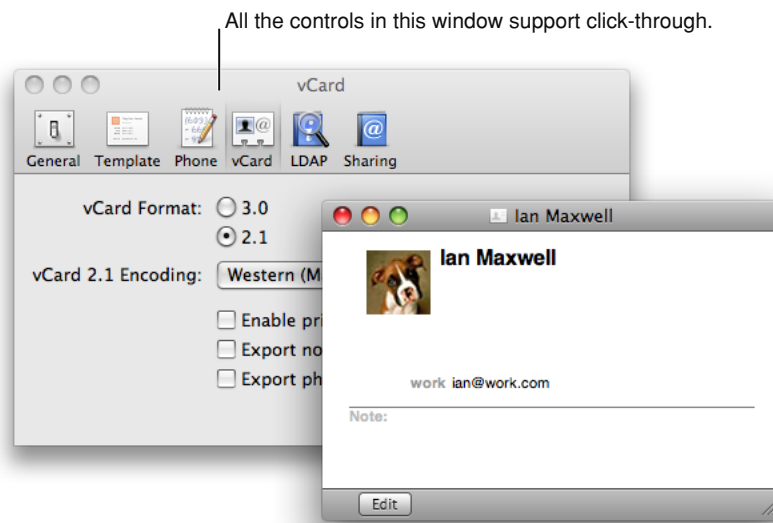 All the controls in this window support click-through.
vCard
General Template Phone vCard LDAP Sharing
vCard Format: 3.0
2.1
vCard 2.1 Encoding: Western (M
Enable pri
Export no
Export ph
Ian Maxwell
Ian Maxwell
work ian@work.com
Note:
Edit